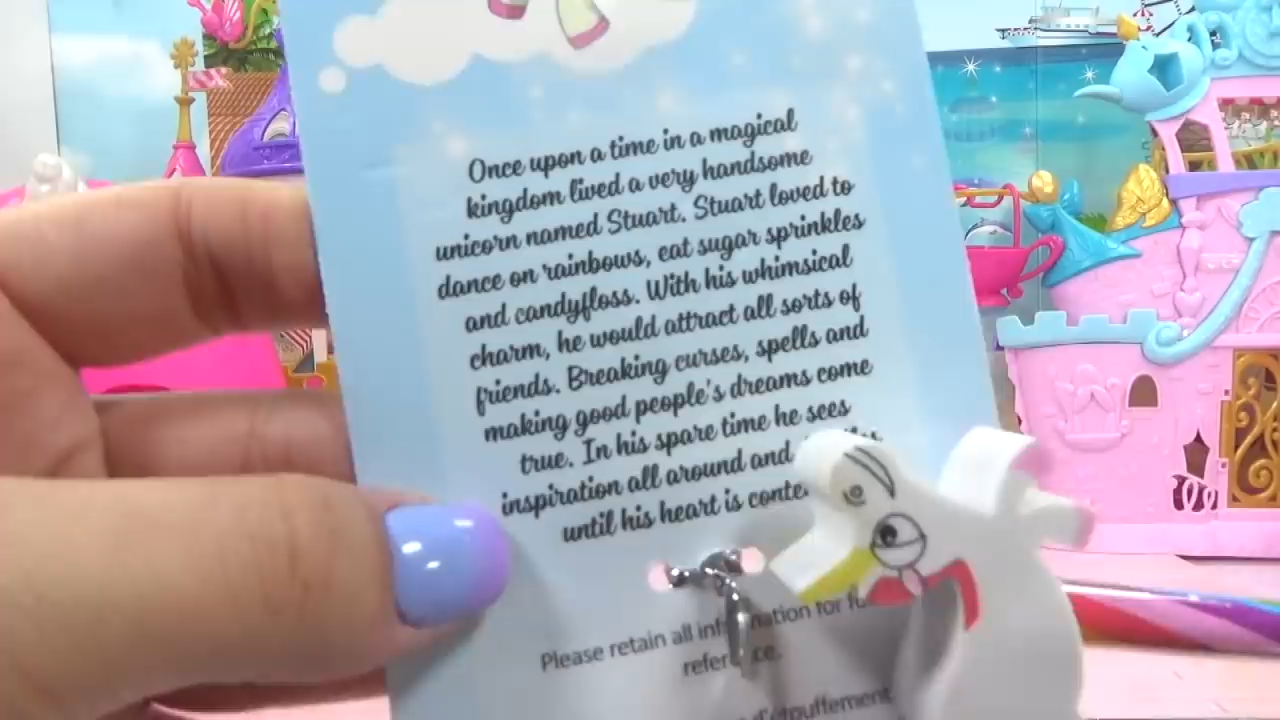 Once upon a time in a magical
kingdom lived a very handsome
unicorn named Stuart. Stuart loved to
dance on rainbows, eat sugar sprinkles
and candyfloss. With his whimsical
charm, he would attract all sorts of
friends. Breaking curses, spells and
making good people's dreams come
true. In his spare time he sees
inspiration all around and
until his heart is
Please retain all information for
reference.
d'étouffement